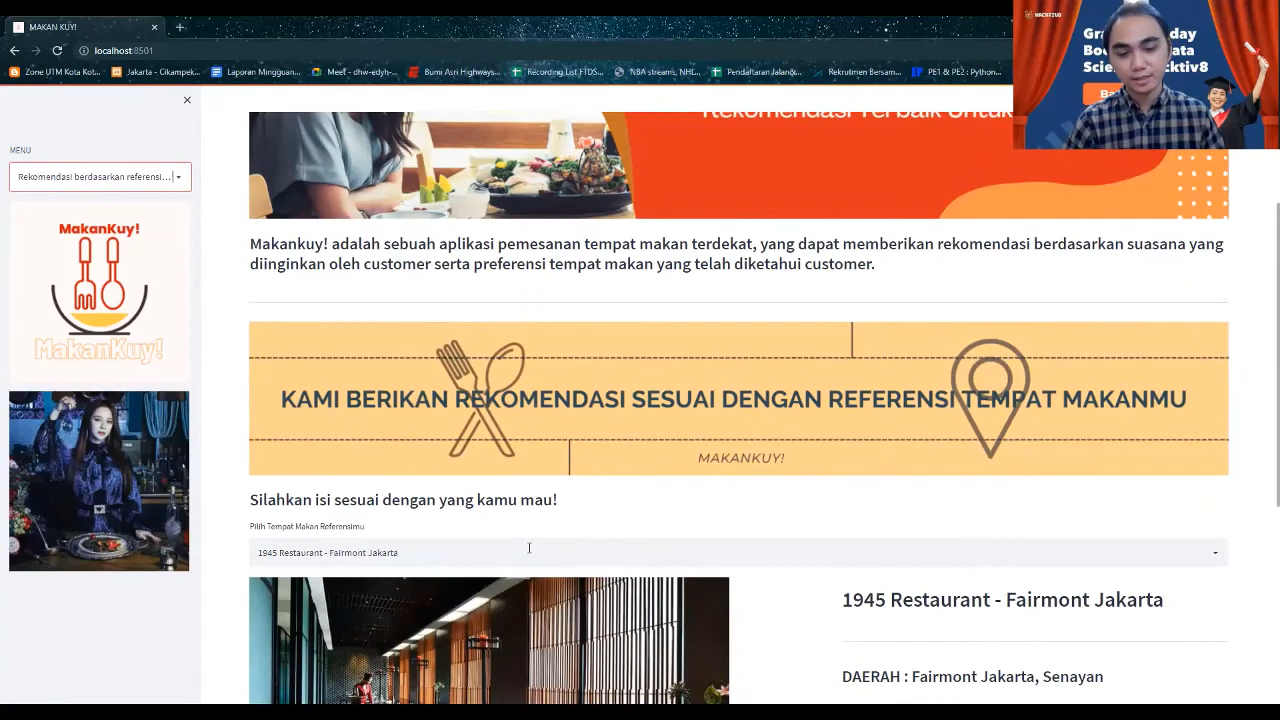 MAKAN KUY!
localhost:8501
Zone UTM Kota Kot...
Jakarta - Cikampek...
Laporan Mingguan...
Meet - dhw-edyh-...
Bumi Asri Highways...
Recording List FTDS...
NBA streams, NHL...
Pendaftaran Jalan&t...
Rekrutmen Bersam...
PE1 & PE2 : Python...
HACKTIV8
MENU
Rekomendasi berdasarkan referensi...
MakanKuy!
MakanKuy!
Rekomendasi Terbaik Untuk
Makankuy! adalah sebuah aplikasi pemesanan tempat makan terdekat, yang dapat memberikan rekomendasi berdasarkan suasana yang
diinginkan oleh customer serta preferensi tempat makan yang telah diketahui customer.
KAMI BERIKAN REKOMENDASI SESUAI DENGAN REFERENSI TEMPAT MAKANMU
MAKANKUY!
Silahkan isi sesuai dengan yang kamu mau!
Pilih Tempat Makan Referensimu
1945 Restaurant - Fairmont Jakarta
1945 Restaurant - Fairmont Jakarta
DAERAH : Fairmont Jakarta, Senayan